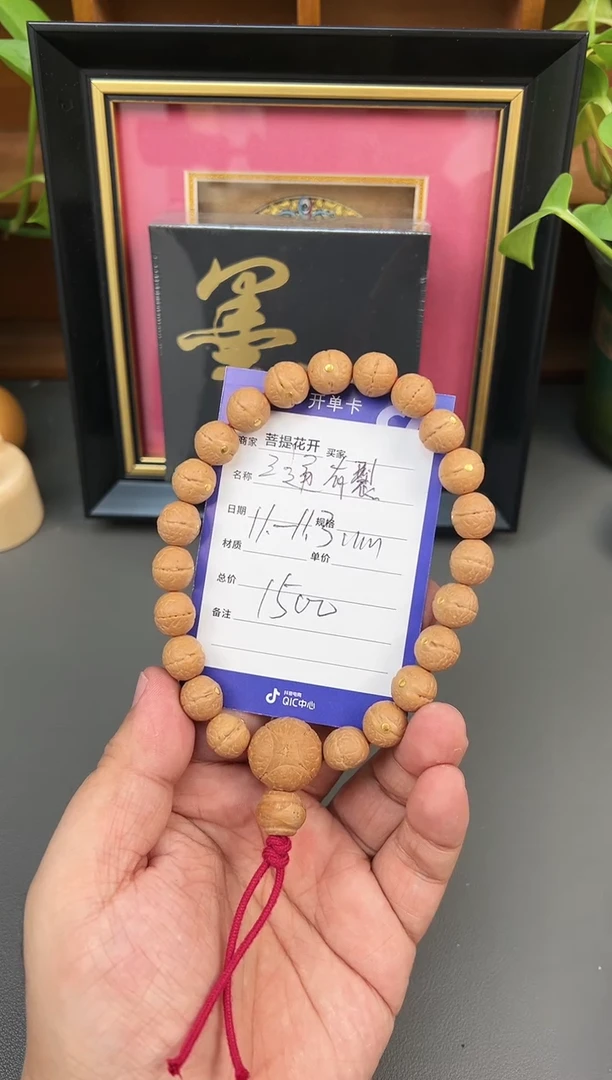 墨
开单卡
商家 菩提花开 买家
名称 有裂
日期 规格 11-11.3mm
材质 单价
总价
1500
备注
抖音电商
QIC中心